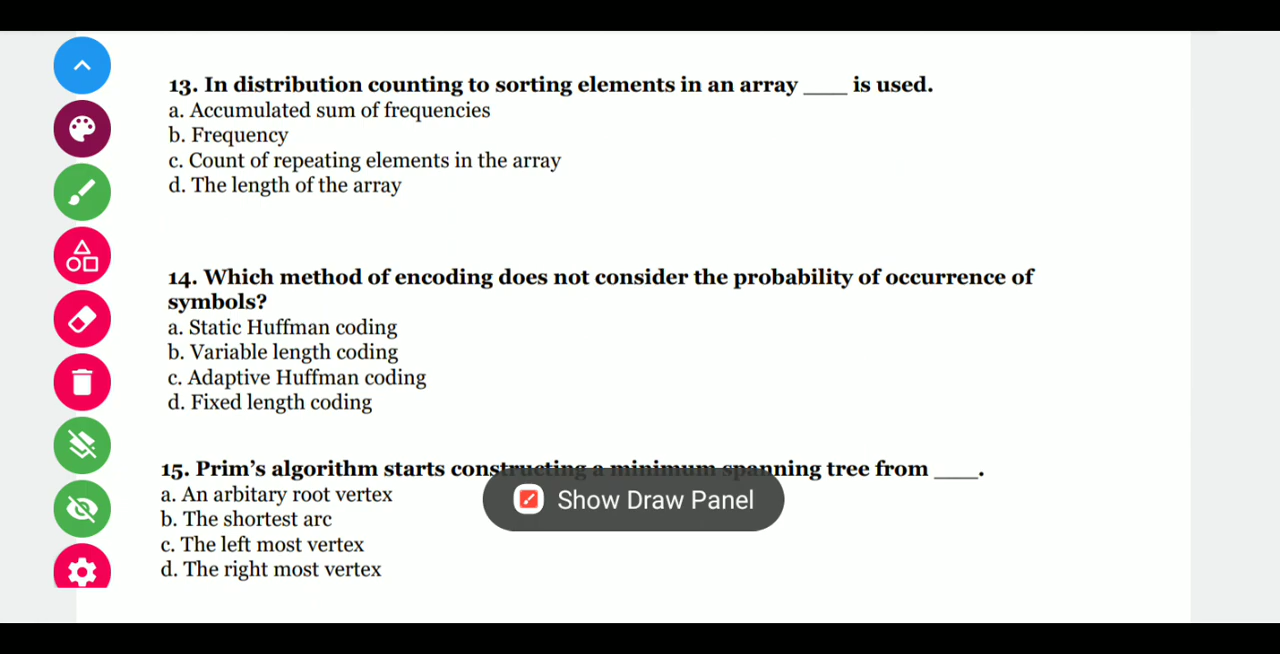 13. In distribution counting to sorting elements in an array ____ is used.
a. Accumulated sum of frequencies
b. Frequency
c. Count of repeating elements in the array
d. The length of the array
14. Which method of encoding does not consider the probability of occurrence of
symbols?
a. Static Huffman coding
b. Variable length coding
c. Adaptive Huffman coding
d. Fixed length coding
15. Prim's algorithm starts constructing a minimum spanning tree from ____.
a. An arbitary root vertex
Show Draw Panel
b. The shortest arc
c. The left most vertex
d. The right most vertex